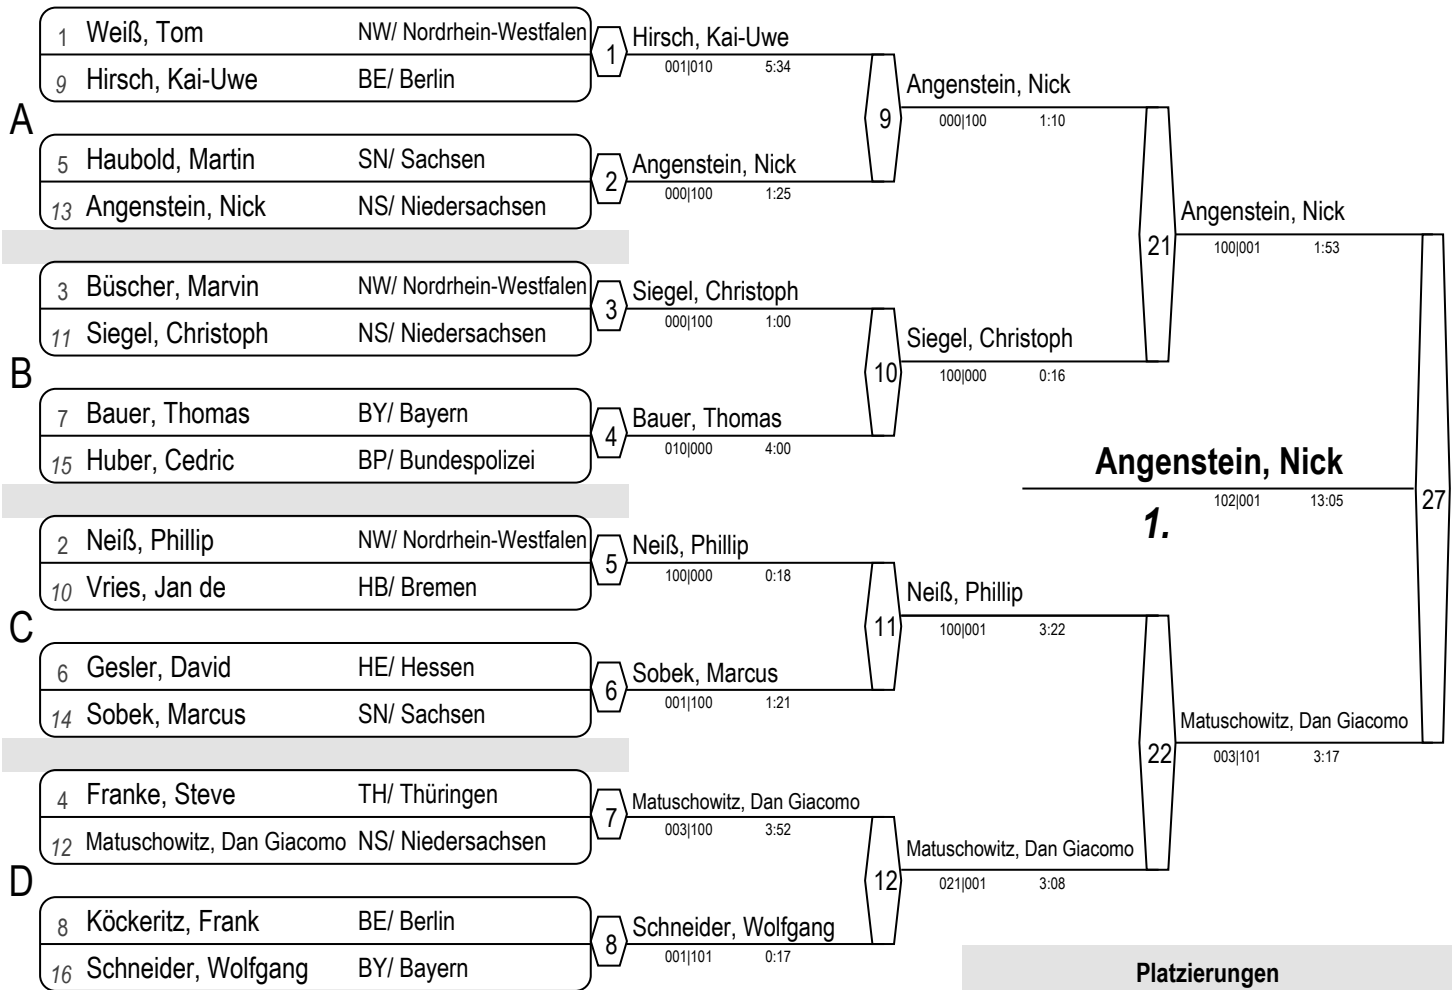 1 Weiß, Tom NW/ Nordrhein-Westfalen
9 Hirsch, Kai-Uwe BE/ Berlin
1 Hirsch, Kai-Uwe
001|010 5:34
A
5 Haubold, Martin SN/ Sachsen
13 Angenstein, Nick NS/ Niedersachsen
2 Angenstein, Nick
000|100 1:25
9 Angenstein, Nick
000|100 1:10
3 Büscher, Marvin NW/ Nordrhein-Westfalen
11 Siegel, Christoph NS/ Niedersachsen
3 Siegel, Christoph
000|100 1:00
B
7 Bauer, Thomas BY/ Bayern
15 Huber, Cedric BP/ Bundespolizei
4 Bauer, Thomas
010|000 4:00
10 Siegel, Christoph
100|000 0:16
21 Angenstein, Nick
100|001 1:53
2 Neiß, Phillip NW/ Nordrhein-Westfalen
10 Vries, Jan de HB/ Bremen
5 Neiß, Phillip
100|000 0:18
C
6 Gesler, David HE/ Hessen
14 Sobek, Marcus SN/ Sachsen
6 Sobek, Marcus
001|100 1:21
11 Neiß, Phillip
100|001 3:22
4 Franke, Steve TH/ Thüringen
12 Matuschowitz, Dan Giacomo NS/ Niedersachsen
7 Matuschowitz, Dan Giacomo
003|100 3:52
D
8 Köckeritz, Frank BE/ Berlin
16 Schneider, Wolfgang BY/ Bayern
8 Schneider, Wolfgang
001|101 0:17
12 Matuschowitz, Dan Giacomo
021|001 3:08
22 Matuschowitz, Dan Giacomo
003|101 3:17
27 Angenstein, Nick
102|001 13:05
1.
Platzierungen